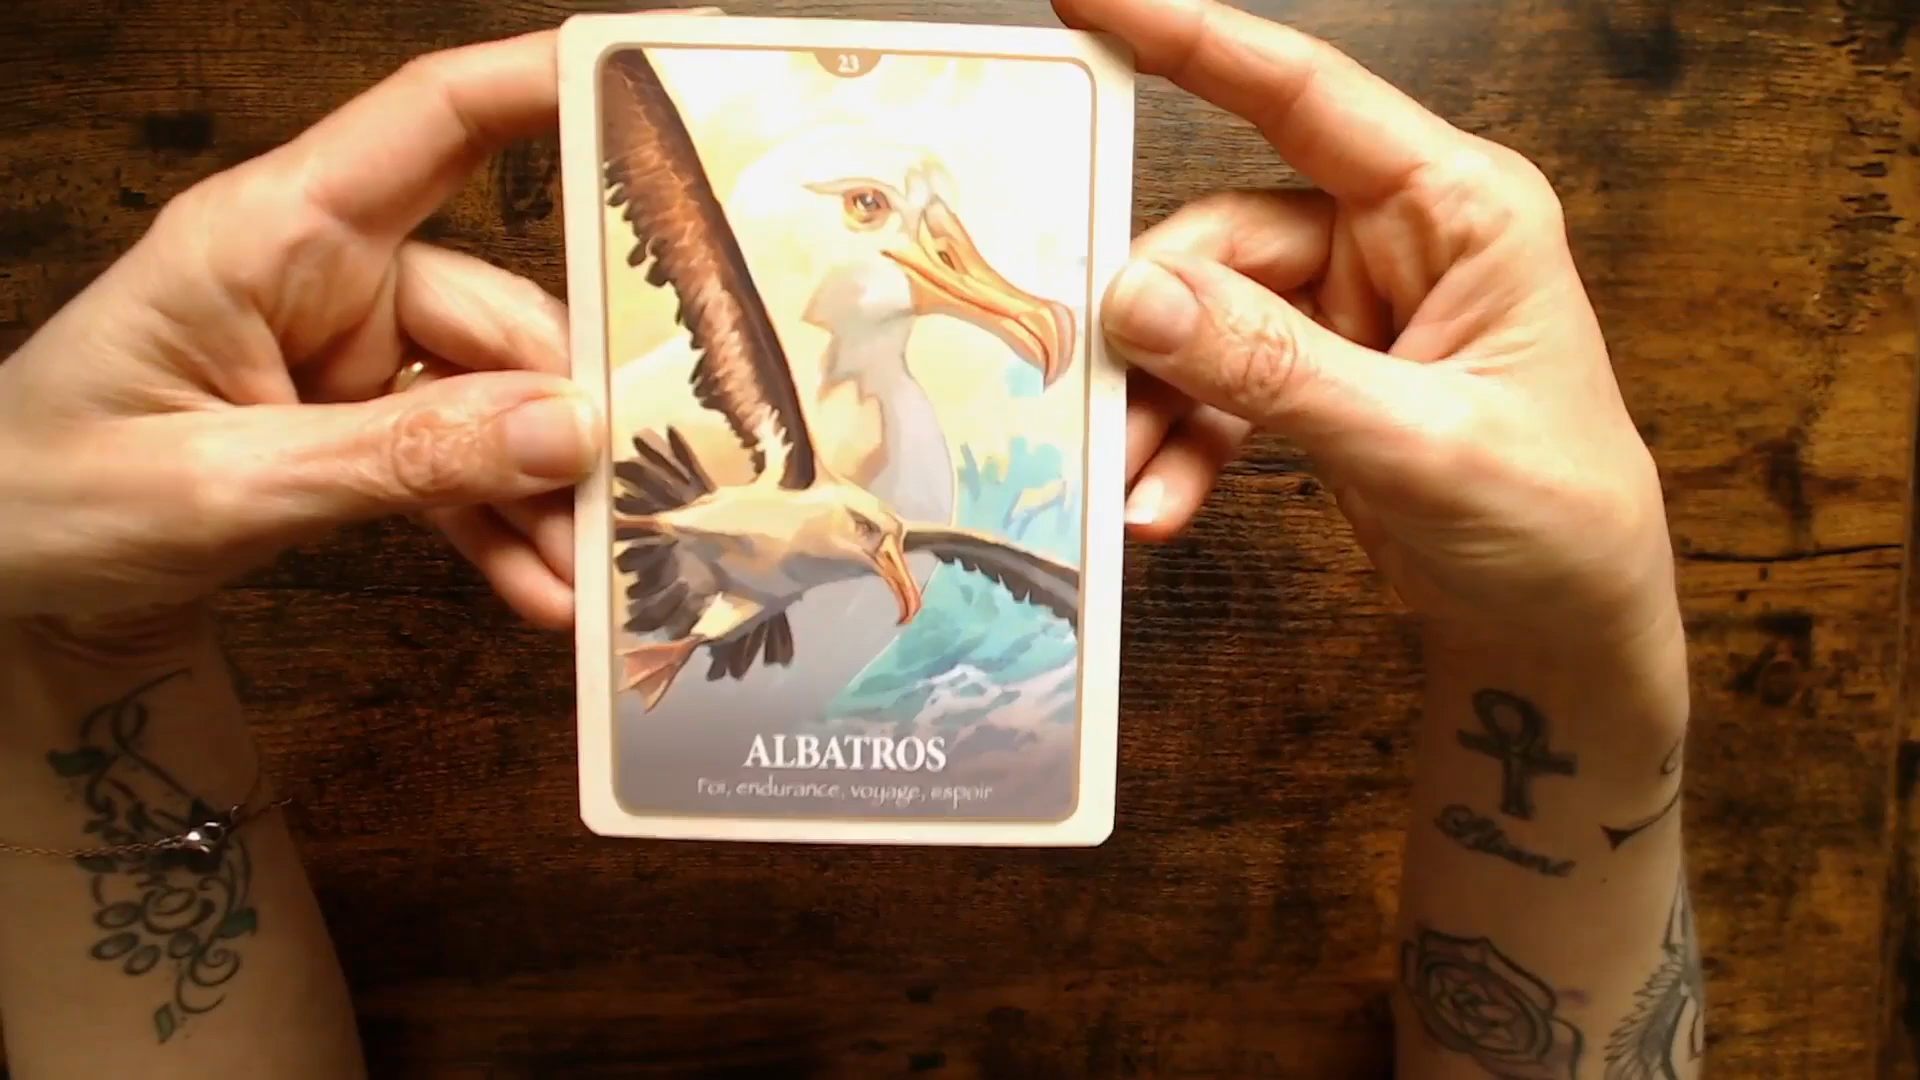 23
ALBATROS
Foi, endurance, voyage, espoir